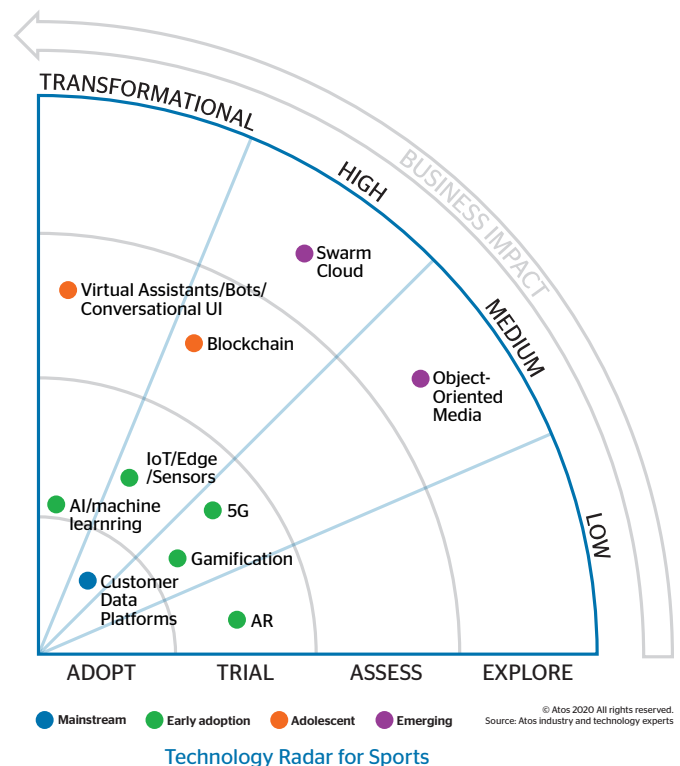 TRANSFORMATIONAL
HIGH
BUSINESS IMPACT
MEDIUM
LOW
Swarm
Cloud
Virtual Assistants/Bots/
Conversational UI
Blockchain
Object-
Oriented
Media
IoT/Edge
/Sensors
AI/machine
learnring
5G
Gamification
Customer
Data
Platforms
AR
ADOPT
TRIAL
ASSESS
EXPLORE
Mainstream
Early adoption
Adolescent
Emerging
© Atos 2020 All rights reserved.
Source: Atos industry and technology experts
Technology Radar for Sports